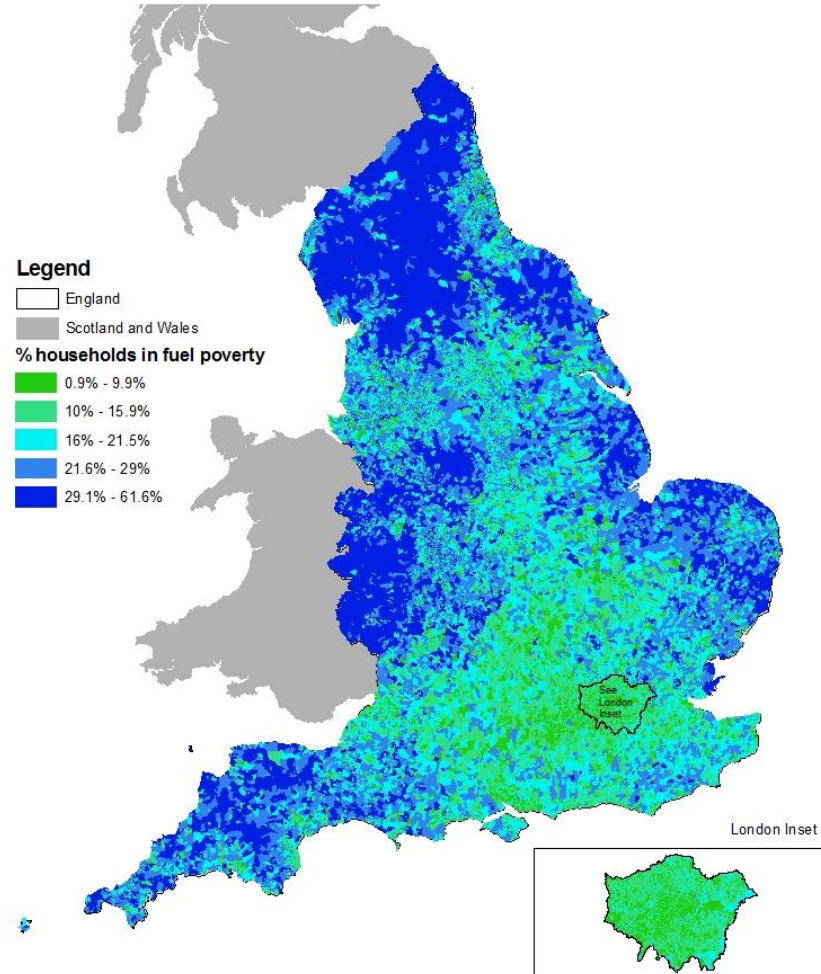 Legend
England
Scotland and Wales
% households in fuel poverty
0.9% - 9.9%
10% - 15.9%
16% - 21.5%
21.6% - 29%
29.1% - 61.6%
See
London
Inset
London Inset